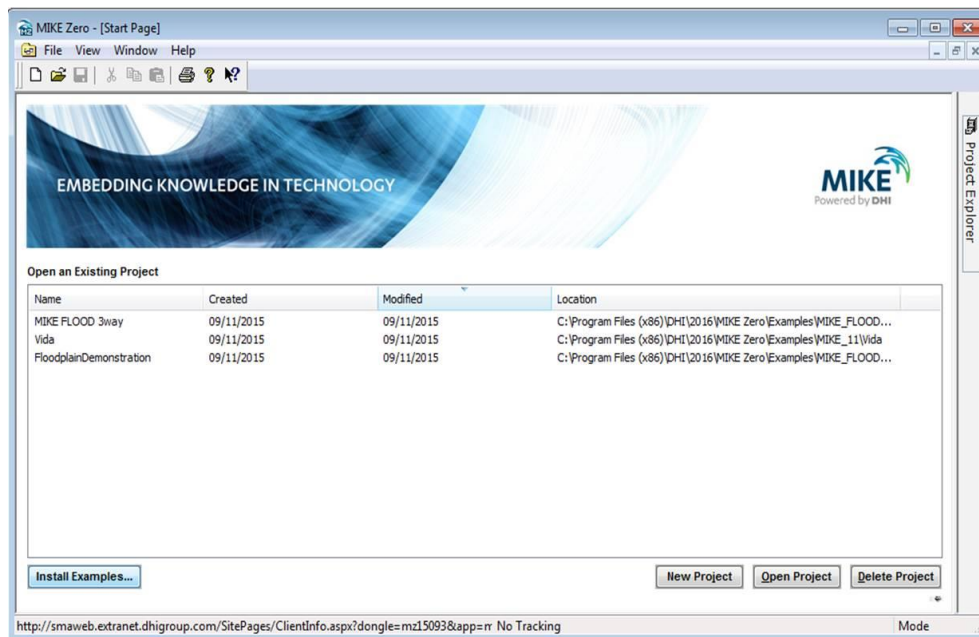 MIKE Zero - [Start Page]
File View Window Help
EMBEDDING KNOWLEDGE IN TECHNOLOGY
MIKE
Powered by DHI
Project Explorer
Open an Existing Project
Name Created Modified Location
MIKE FLOOD 3way 09/11/2015 09/11/2015 C:\Program Files (x86)\DHI\2016\MIKE Zero\Examples\MIKE_FLOOD...
Vida 09/11/2015 09/11/2015 C:\Program Files (x86)\DHI\2016\MIKE Zero\Examples\MIKE_11\Vida
FloodplainDemonstration 09/11/2015 09/11/2015 C:\Program Files (x86)\DHI\2016\MIKE Zero\Examples\MIKE_FLOOD...
Install Examples... New Project Open Project Delete Project
http://smaweb.extranet.dhigroup.com/SitePages/ClientInfo.aspx?dongle=mz15093&app=r No Tracking Mode